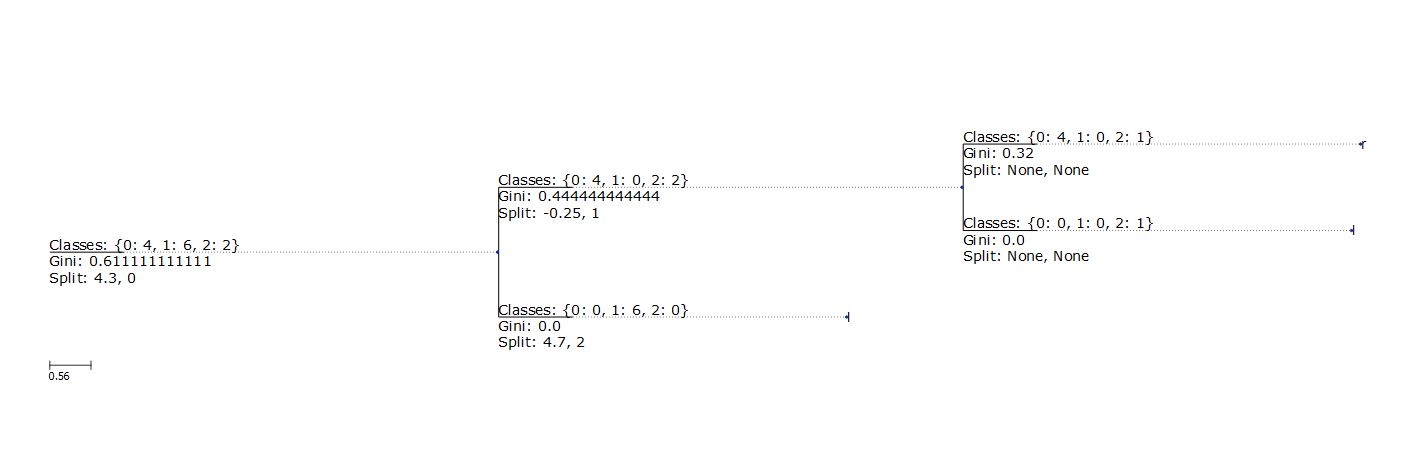 Classes: {0: 4, 1: 6, 2: 2}
Gini: 0.611111111111
Split: 4.3, 0
Classes: {0: 4, 1: 0, 2: 2}
Gini: 0.444444444444
Split: -0.25, 1
Classes: {0: 0, 1: 6, 2: 0}
Gini: 0.0
Split: 4.7, 2
Classes: {0: 4, 1: 0, 2: 1}
Gini: 0.32
Split: None, None
Classes: {0: 0, 1: 0, 2: 1}
Gini: 0.0
Split: None, None
0.56